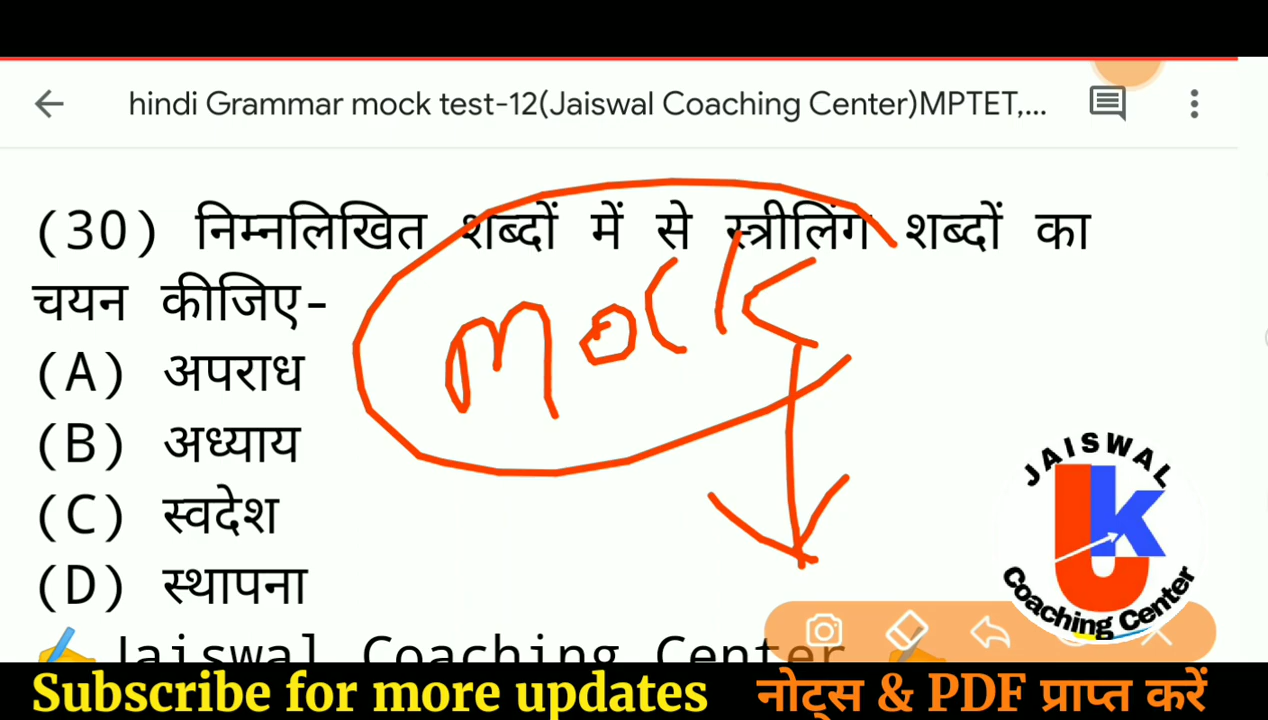 hindi Grammar mock test-12(Jaiswal Coaching Center)MPTET,...
(30) निम्नलिखित शब्दों में से स्त्रीलिंग शब्दों का
चयन कीजिए-
mock
(A) अपराध
(B) अध्याय
(C) स्वदेश
(D) स्थापना
JAISWAL
JK
Coaching Center
✍️ Jaiswal Coaching Center ✍️
Subscribe for more updates नोट्स & PDF प्राप्त करें